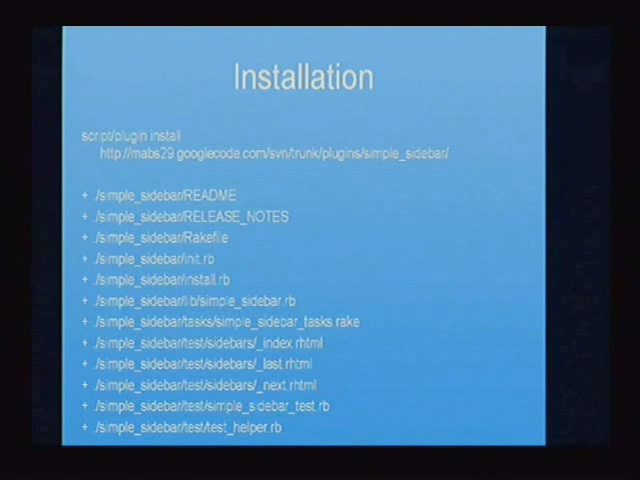 Installation
script/plugin install
http://mabs29.googlecode.com/svn/trunk/plugins/simple_sidebar/
+ ./simple_sidebar/README
+ ./simple_sidebar/RELEASE_NOTES
+ ./simple_sidebar/Rakefile
+ ./simple_sidebar/init.rb
+ ./simple_sidebar/install.rb
+ ./simple_sidebar/lib/simple_sidebar.rb
+ ./simple_sidebar/tasks/simple_sidebar_tasks.rake
+ ./simple_sidebar/test/sidebars/_index.rhtml
+ ./simple_sidebar/test/sidebars/_last.rhtml
+ ./simple_sidebar/test/sidebars/_next.rhtml
+ ./simple_sidebar/test/simple_sidebar_test.rb
+ ./simple_sidebar/test/test_helper.rb